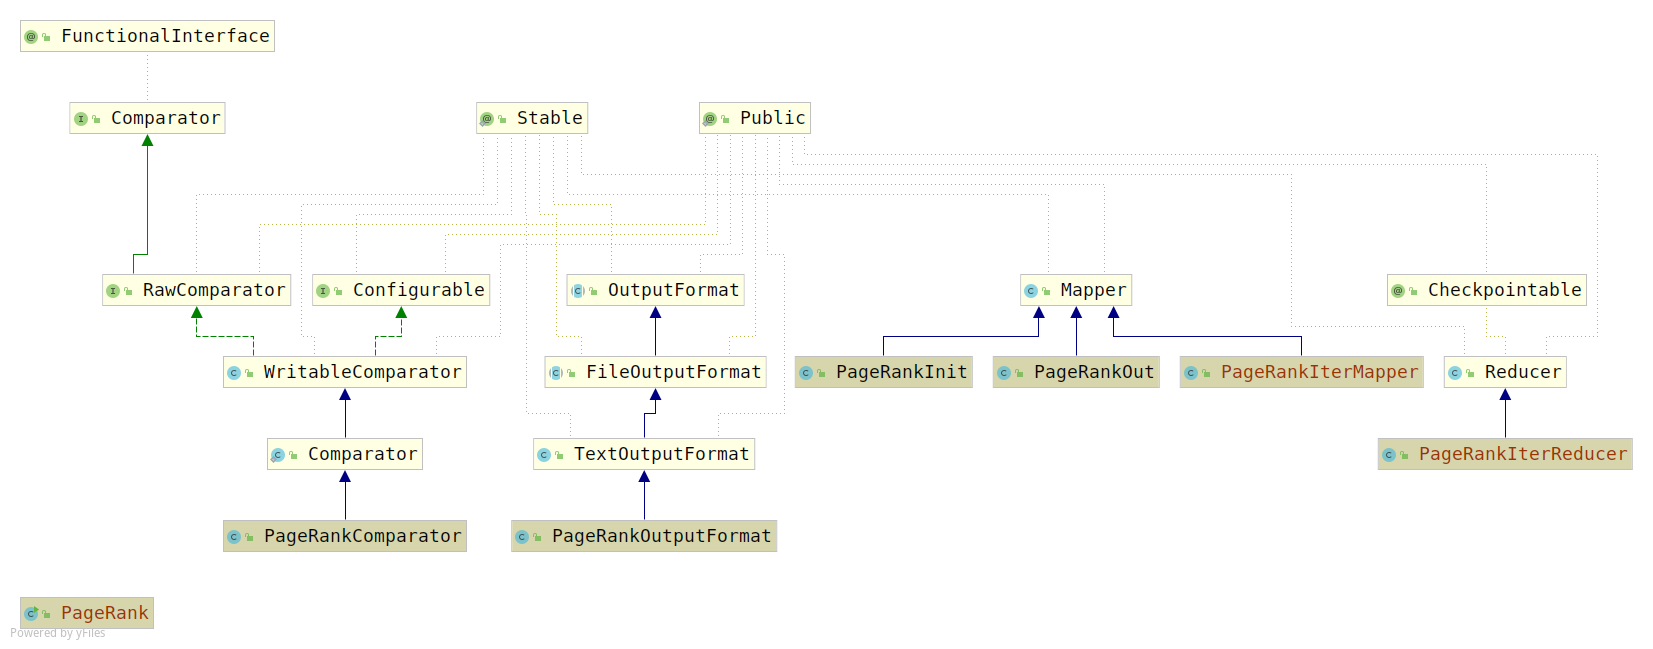 FunctionalInterface
Comparator
Stable
Public
RawComparator
Configurable
OutputFormat
Mapper
Checkpointable
WritableComparator
FileOutputFormat
PageRankInit
PageRankOut
PageRankIterMapper
Reducer
Comparator
TextOutputFormat
PageRankIterReducer
PageRankComparator
PageRankOutputFormat
PageRank
Powered by yFiles